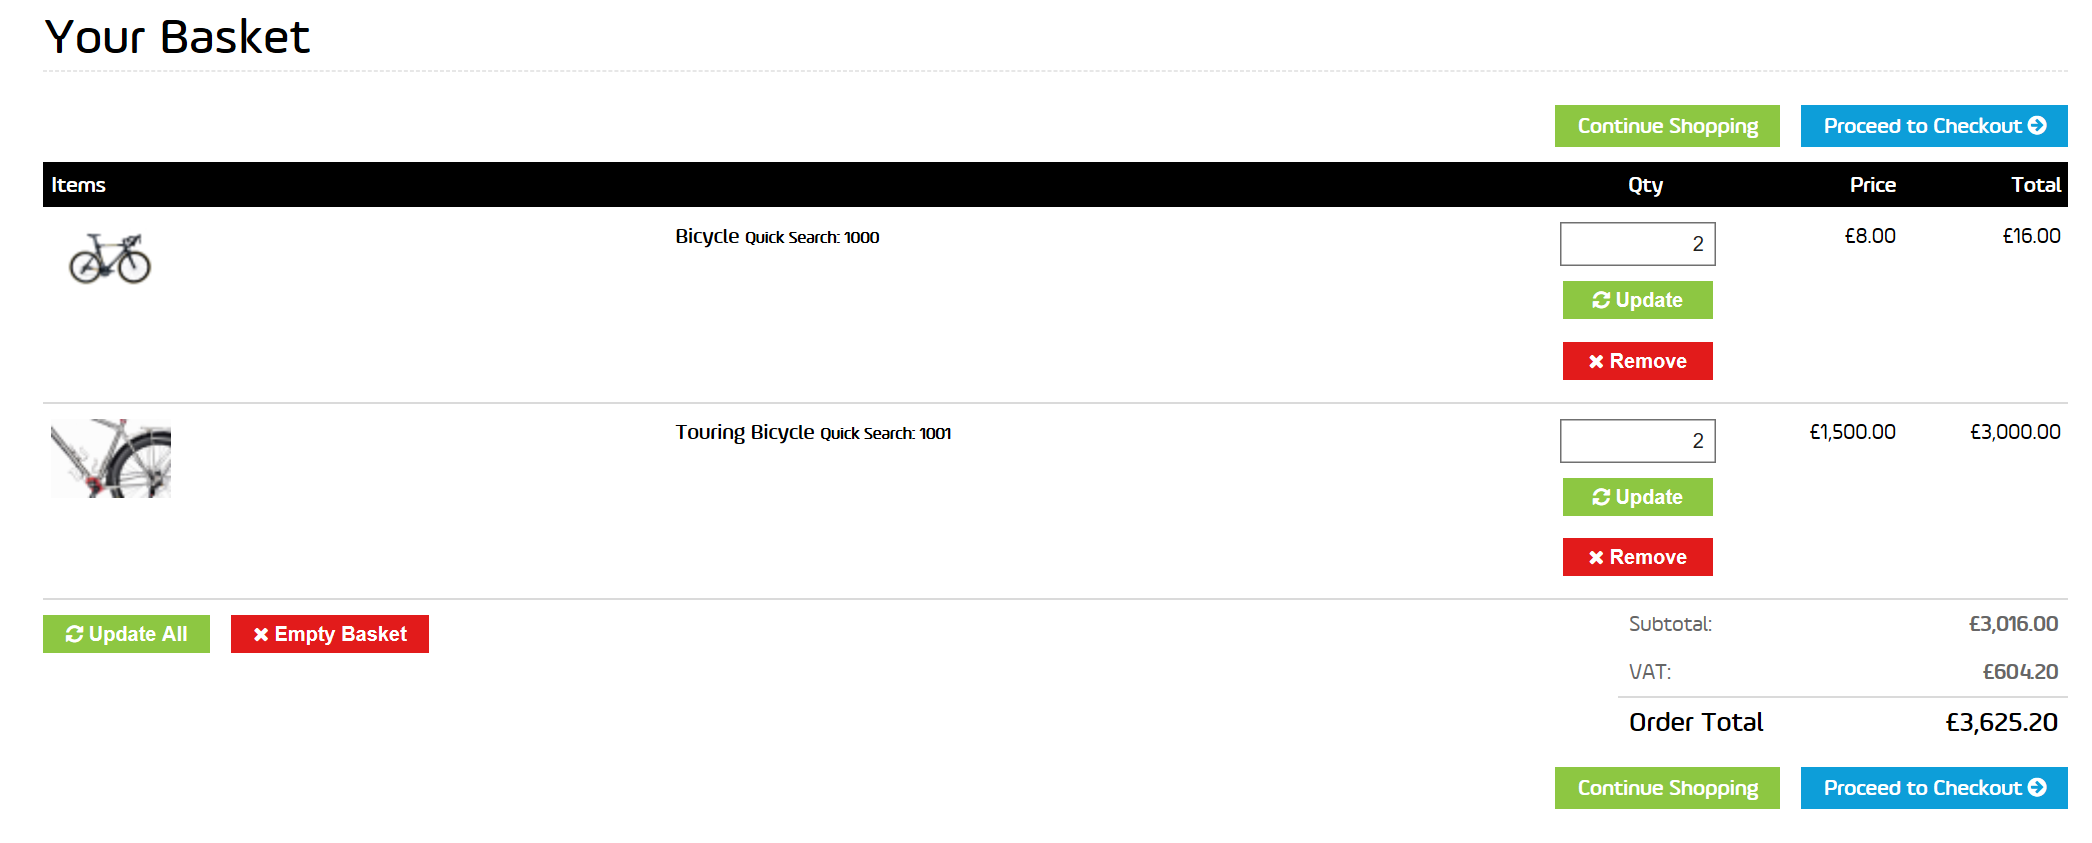 Your Basket
Continue Shopping Proceed to Checkout
Items Qty Price Total
Bicycle Quick Search: 1000 2 £8.00 £16.00
Update
Remove
Touring Bicycle Quick Search: 1001 2 £1,500.00 £3,000.00
Update
Remove
Update All Empty Basket Subtotal: £3,016.00
VAT: £604.20
Order Total £3,625.20
Continue Shopping Proceed to Checkout